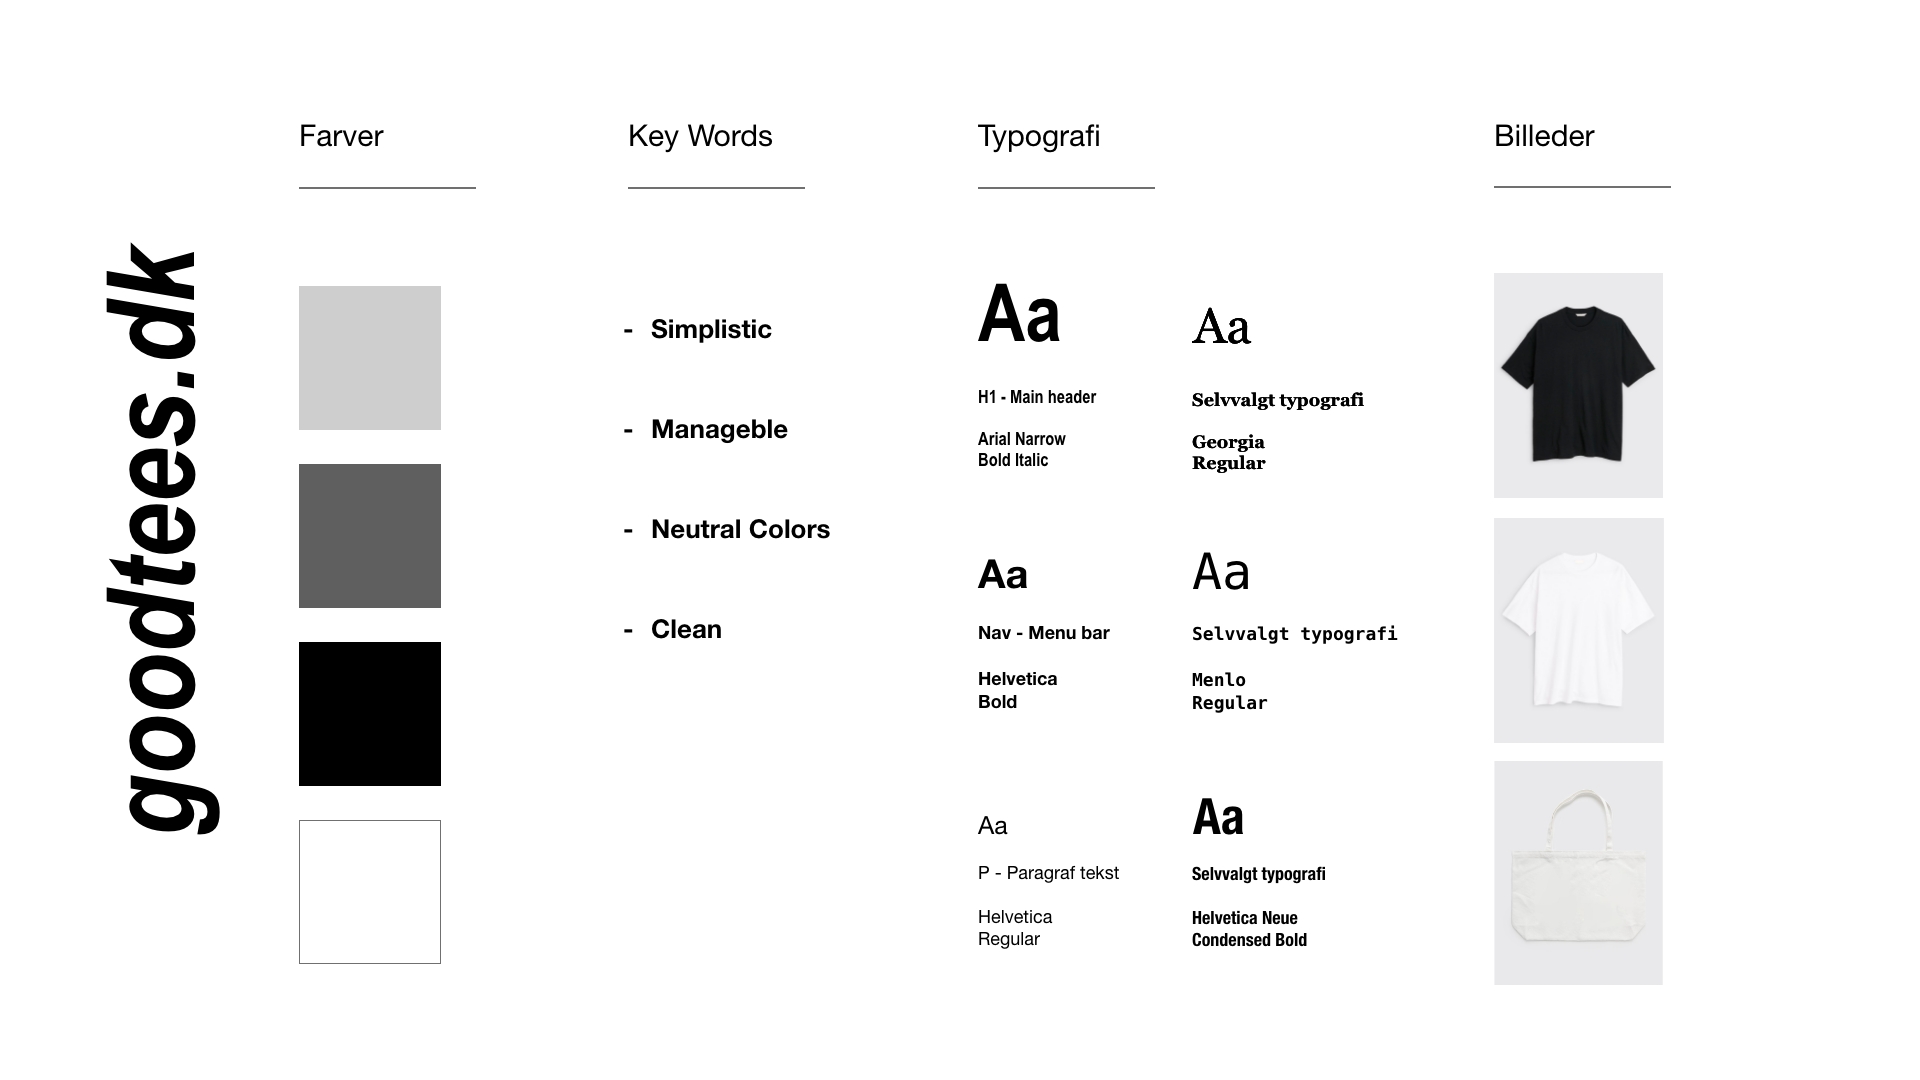 goodtees.dk
Farver
Key Words
- Simplistic
- Manageble
- Neutral Colors
- Clean
Typografi
Aa
H1 - Main header
Arial Narrow
Bold Italic
Aa
Selvvalgt typografi
Georgia
Regular
Aa
Nav - Menu bar
Helvetica
Bold
Aa
Selvvalgt typografi
Menlo
Regular
Aa
P - Paragraf tekst
Helvetica
Regular
Aa
Selvvalgt typografi
Helvetica Neue
Condensed Bold
Billeder